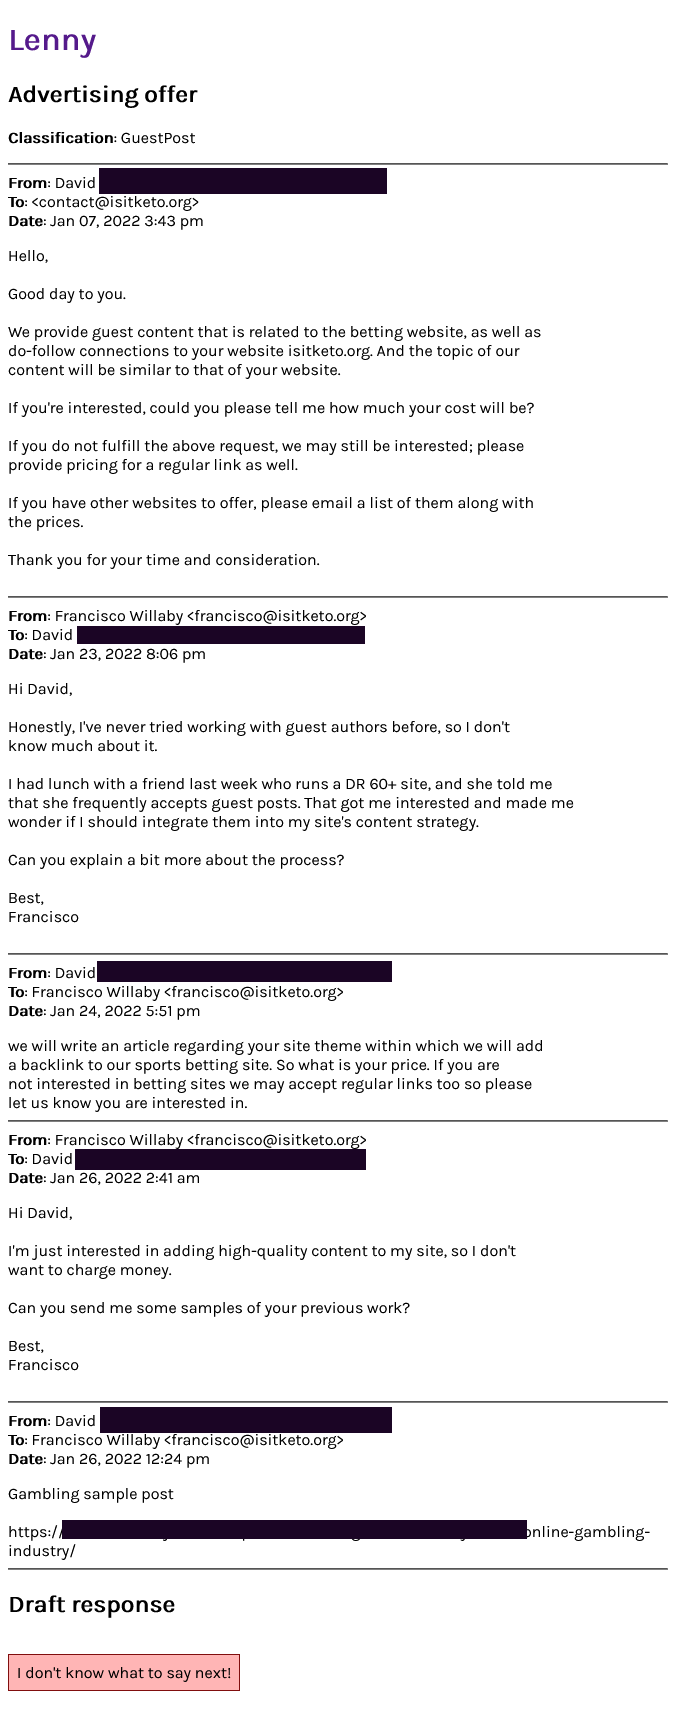 Lenny
Advertising offer
Classification: GuestPost
From: David
To: <contact@isitketo.org>
Date: Jan 07, 2022 3:43 pm
Hello,
Good day to you.
We provide guest content that is related to the betting website, as well as
do-follow connections to your website isitketo.org. And the topic of our
content will be similar to that of your website.
If you're interested, could you please tell me how much your cost will be?
If you do not fulfill the above request, we may still be interested; please
provide pricing for a regular link as well.
If you have other websites to offer, please email a list of them along with
the prices.
Thank you for your time and consideration.
From: Francisco Willaby <francisco@isitketo.org>
To: David
Date: Jan 23, 2022 8:06 pm
Hi David,
Honestly, I've never tried working with guest authors before, so I don't
know much about it.
I had lunch with a friend last week who runs a DR 60+ site, and she told me
that she frequently accepts guest posts. That got me interested and made me
wonder if I should integrate them into my site's content strategy.
Can you explain a bit more about the process?
Best,
Francisco
From: David
To: Francisco Willaby <francisco@isitketo.org>
Date: Jan 24, 2022 5:51 pm
we will write an article regarding your site theme within which we will add
a backlink to our sports betting site. So what is your price. If you are
not interested in betting sites we may accept regular links too so please
let us know you are interested in.
From: Francisco Willaby <francisco@isitketo.org>
To: David
Date: Jan 26, 2022 2:41 am
Hi David,
I'm just interested in adding high-quality content to my site, so I don't
want to charge money.
Can you send me some samples of your previous work?
Best,
Francisco
From: David
To: Francisco Willaby <francisco@isitketo.org>
Date: Jan 26, 2022 12:24 pm
Gambling sample post
https:// online-gambling-
industry/
Draft response
I don't know what to say next!